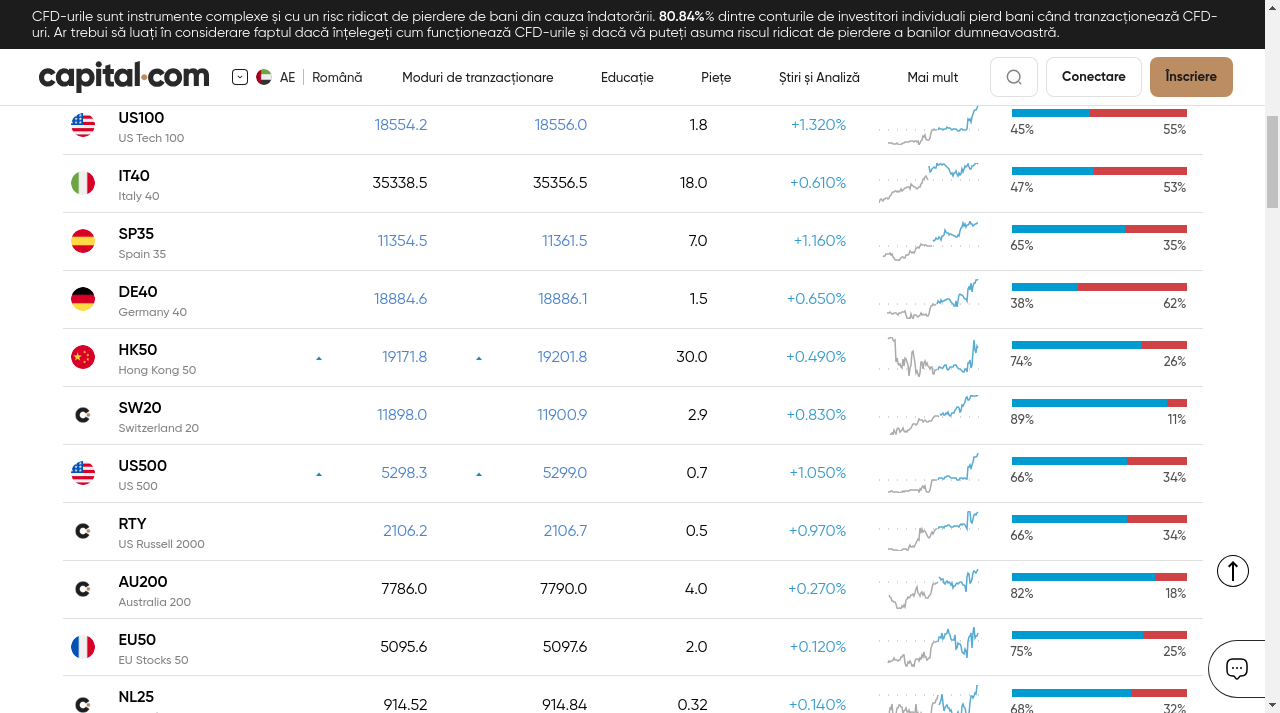 CFD-urile sunt instrumente complexe și cu un risc ridicat de pierdere de bani din cauza îndatorării. 80.84%% dintre conturile de investitori individuali pierd bani când tranzacționează CFD-
uri. Ar trebui să luați în considerare faptul dacă înțelegeți cum funcționează CFD-urile și dacă vă puteți asuma riscul ridicat de pierdere a banilor dumneavoastră.
capital.com AE Română Moduri de tranzacționare Educație Piețe Știri și Analiză Mai mult Conectare Înscriere
US100 18554.2 18556.0 1.8 +1.320%
US Tech 100 45% 55%
IT40 35338.5 35356.5 18.0 +0.610%
Italy 40 47% 53%
SP35 11354.5 11361.5 7.0 +1.160%
Spain 35 65% 35%
DE40 18884.6 18886.1 1.5 +0.650%
Germany 40 38% 62%
HK50 19171.8 19201.8 30.0 +0.490%
Hong Kong 50 74% 26%
SW20 11898.0 11900.9 2.9 +0.830%
Switzerland 20 89% 11%
US500 5298.3 5299.0 0.7 +1.050%
US 500 66% 34%
RTY 2106.2 2106.7 0.5 +0.970%
US Russell 2000 66% 34%
AU200 7786.0 7790.0 4.0 +0.270%
Australia 200 82% 18%
EU50 5095.6 5097.6 2.0 +0.120%
EU Stocks 50 75% 25%
NL25 914.52 914.84 0.32 +0.140%
68% 32%